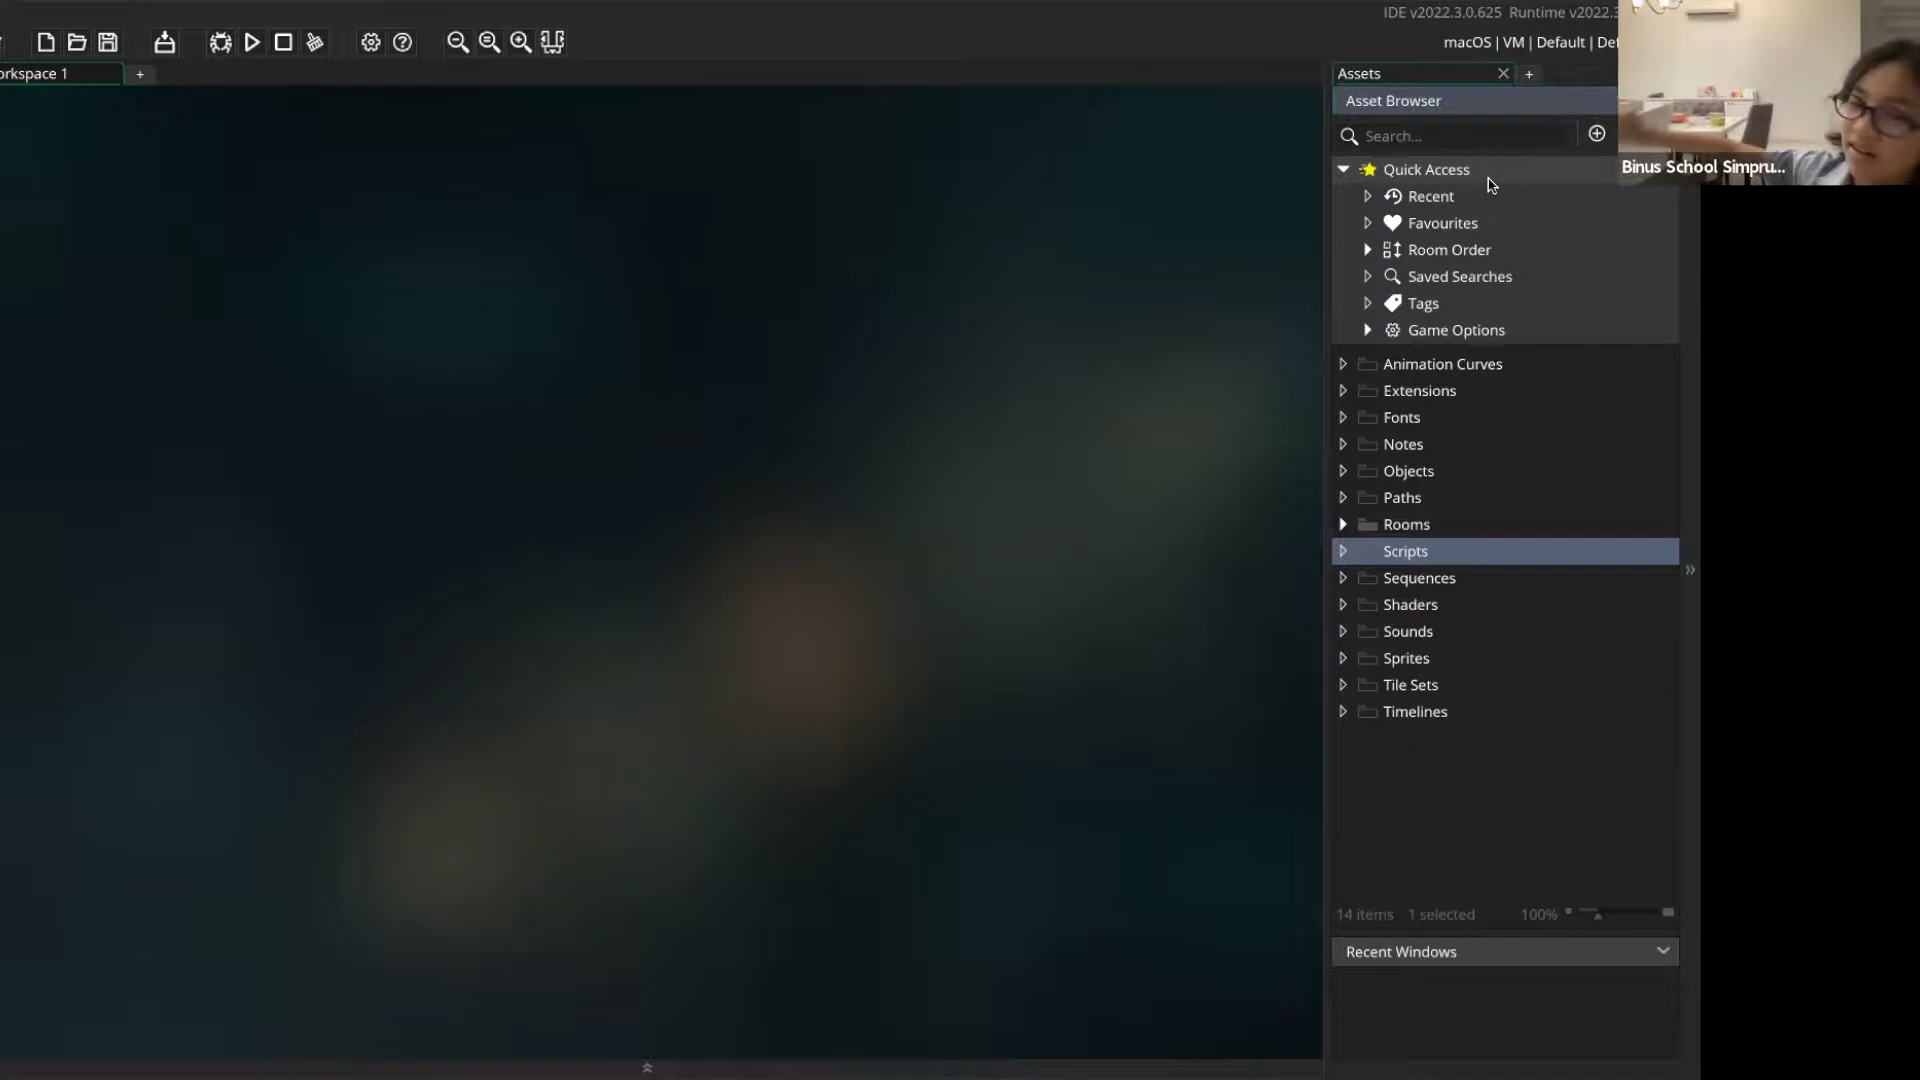 IDE v2022.3.0.625 Runtime v2022.3
macOS | VM | Default | Def
orkspace 1
+
Assets
+
Asset Browser
Search...
Binus School Simpru...
Quick Access
Recent
Favourites
Room Order
Saved Searches
Tags
Game Options
Animation Curves
Extensions
Fonts
Notes
Objects
Paths
Rooms
Scripts
Sequences
Shaders
Sounds
Sprites
Tile Sets
Timelines
14 items 1 selected 100%
Recent Windows